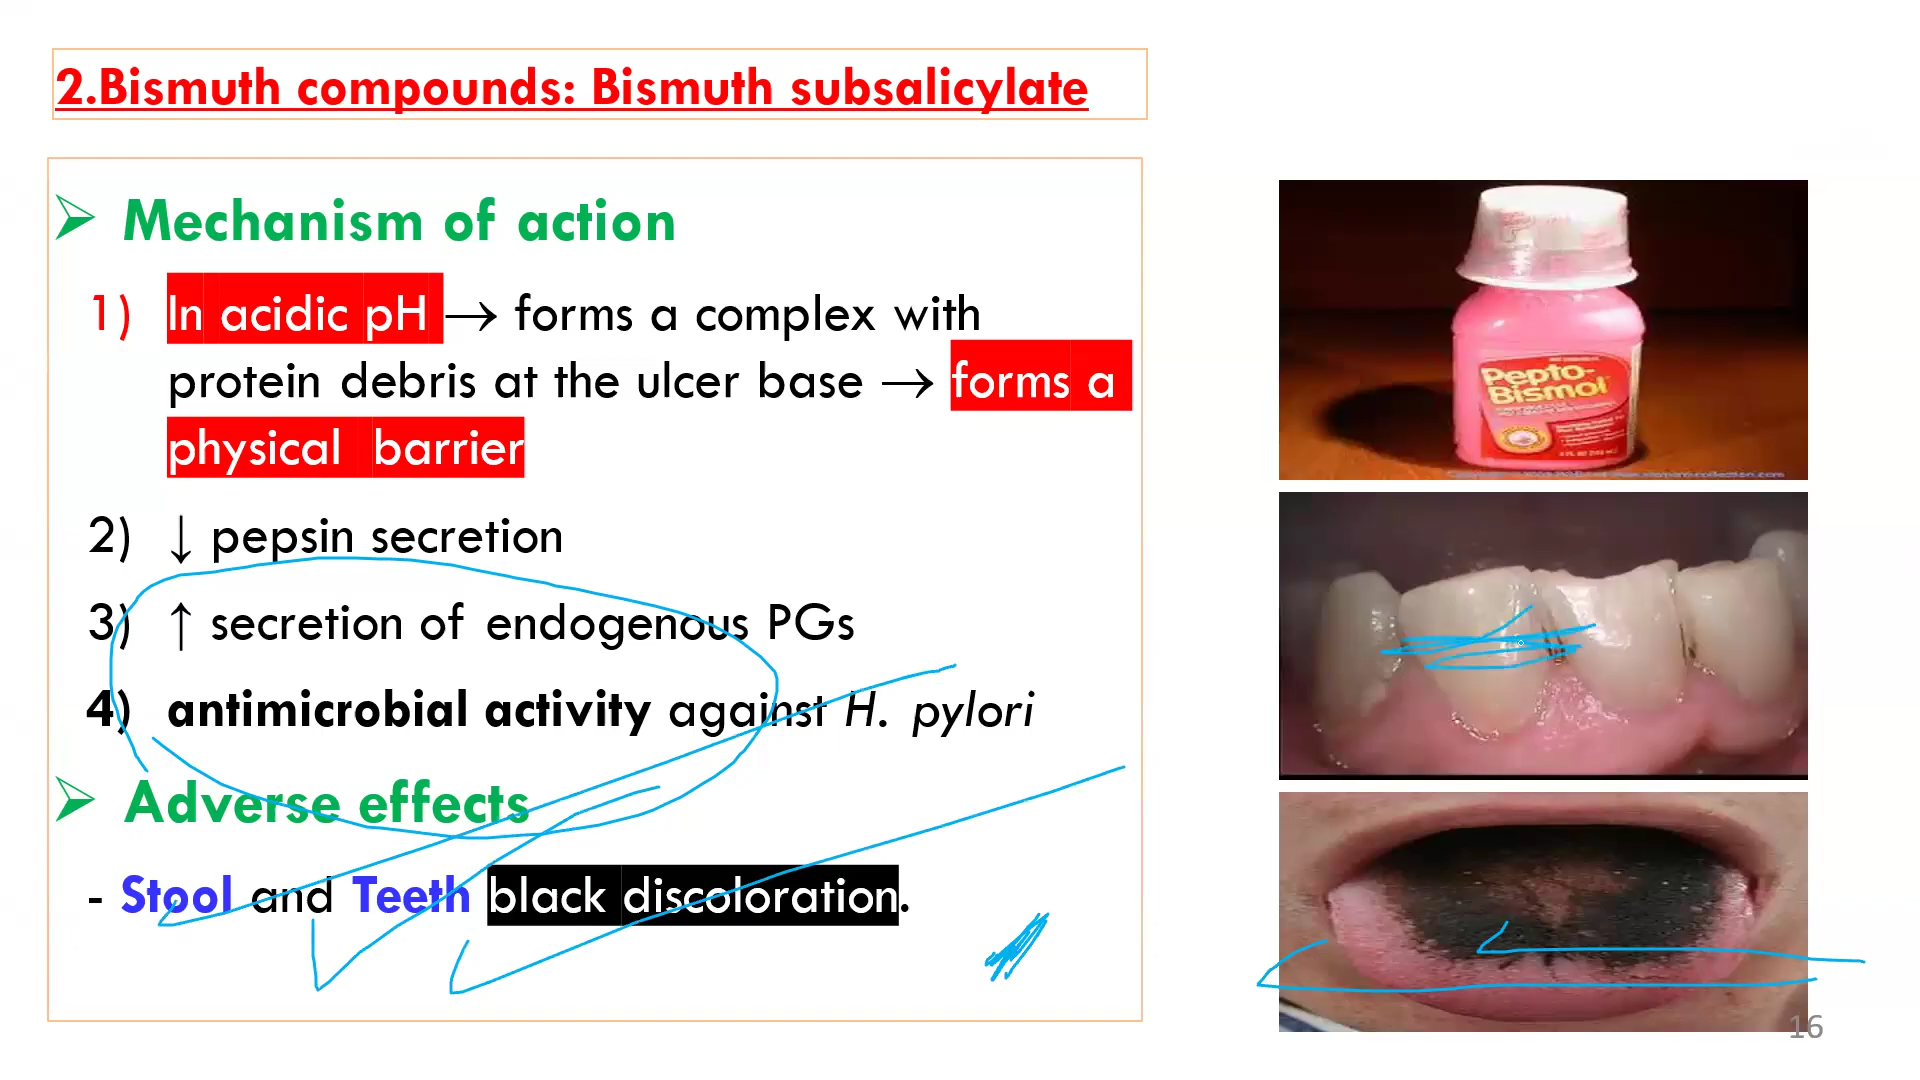 2.Bismuth compounds: Bismuth subsalicylate
➢ Mechanism of action
1) In acidic pH → forms a complex with
protein debris at the ulcer base → forms a
physical barrier
2) ↓ pepsin secretion
3) ↑ secretion of endogenous PGs
4) antimicrobial activity against H. pylori
➢ Adverse effects
- Stool and Teeth black discoloration.
Pepto-
Bismol
16